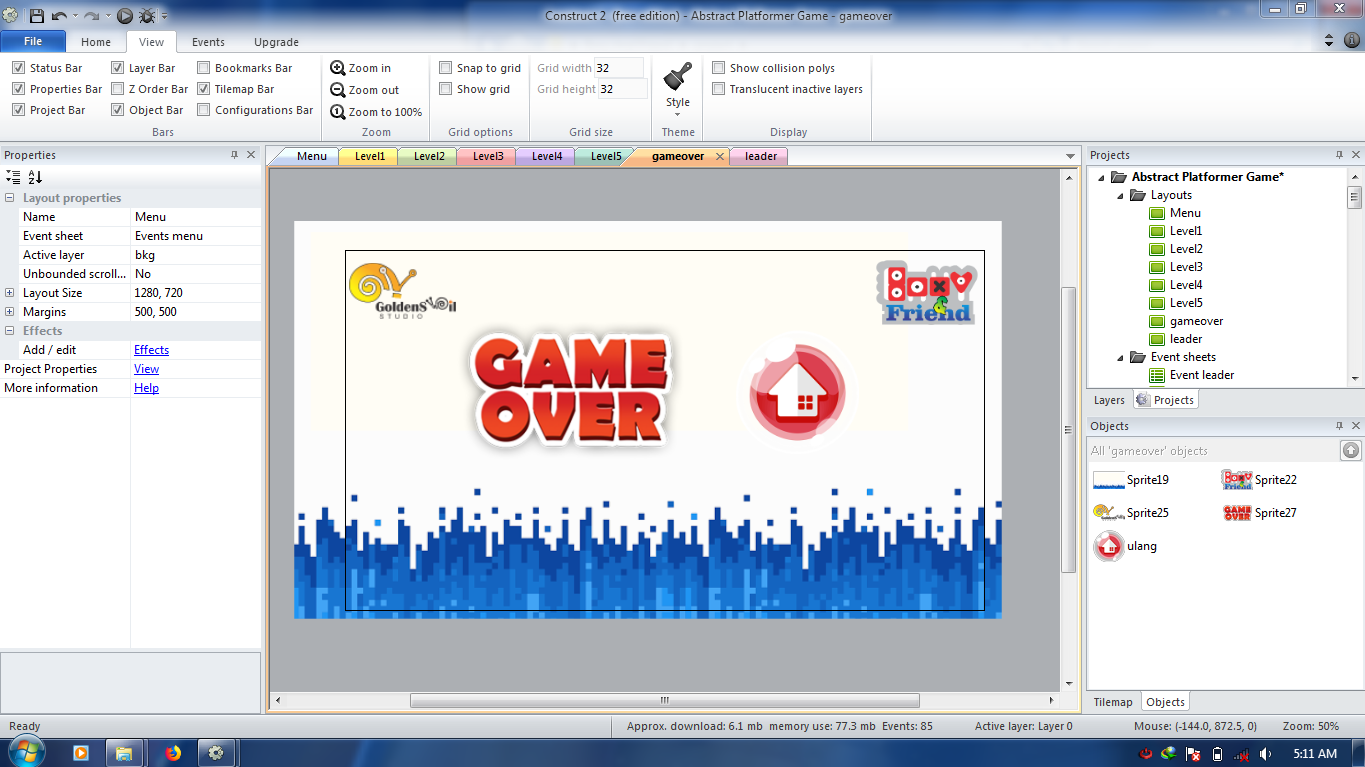 Construct 2  (free edition) - Abstract Platformer Game - gameover
File Home View Events Upgrade
Status Bar Layer Bar Bookmarks Bar Zoom in Snap to grid Grid width 32 Show collision polys
Properties Bar Z Order Bar Tilemap Bar Zoom out Show grid Grid height 32 Translucent inactive layers
Project Bar Object Bar Configurations Bar Zoom to 100% Style
Bars Zoom Grid options Grid size Theme Display
Properties
Menu Level1 Level2 Level3 Level4 Level5 gameover leader
Projects
Layout properties
Name Menu
Event sheet Events menu
Active layer bkg
Unbounded scroll... No
Layout Size 1280, 720
Margins 500, 500
Effects
Add / edit Effects
Project Properties View
More information Help
GoldenSNail
STUDIO
BOXY
&
Friend
GAME
OVER
Abstract Platformer Game*
Layouts
Menu
Level1
Level2
Level3
Level4
Level5
gameover
leader
Event sheets
Event leader
Layers Projects
Objects
All 'gameover' objects
Sprite19 Sprite22
Sprite25 Sprite27
ulang
Tilemap Objects
Ready Approx. download: 6.1 mb memory use: 77.3 mb Events: 85 Active layer: Layer 0 Mouse: (-144.0, 872.5, 0) Zoom: 50%
5:11 AM